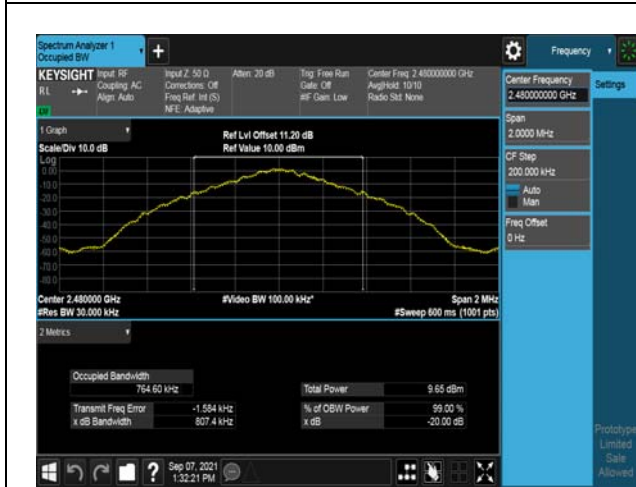 Spectrum Analyzer 1
Occupied BW
+
Frequency
KEYSIGHT Input: RF
RL
Coupling: AC
Align: Auto
Input Z: 50 Ω
Corrections: Off
Freq Ref: Int (S)
NFE: Adaptive
Atten: 20 dB
Trig: Free Run
Gate: Off
#IF Gain: Low
Center Freq: 2.480000000 GHz
Avg|Hold: 10/10
Radio Std: None
Center Frequency
2.480000000 GHz
Settings
Span
2.0000 MHz
CF Step
200.000 kHz
Auto
Man
Freq Offset
0 Hz
1 Graph
Scale/Div 10.0 dB
Ref Lvl Offset 11.20 dB
Ref Value 10.00 dBm
Log
0.00
-10.0
-20.0
-30.0
-40.0
-50.0
-60.0
-70.0
-80.0
Center 2.480000 GHz
#Res BW 30.000 kHz
#Video BW 100.00 kHz*
Span 2 MHz
#Sweep 600 ms (1001 pts)
2 Metrics
Occupied Bandwidth
764.60 kHz
Total Power 9.65 dBm
Transmit Freq Error -1.584 kHz
% of OBW Power 99.00 %
x dB Bandwidth 807.4 kHz
x dB -20.00 dB
Prototype
Limited
Sale
Allowed
?
Sep 07, 2021
1:32:21 PM